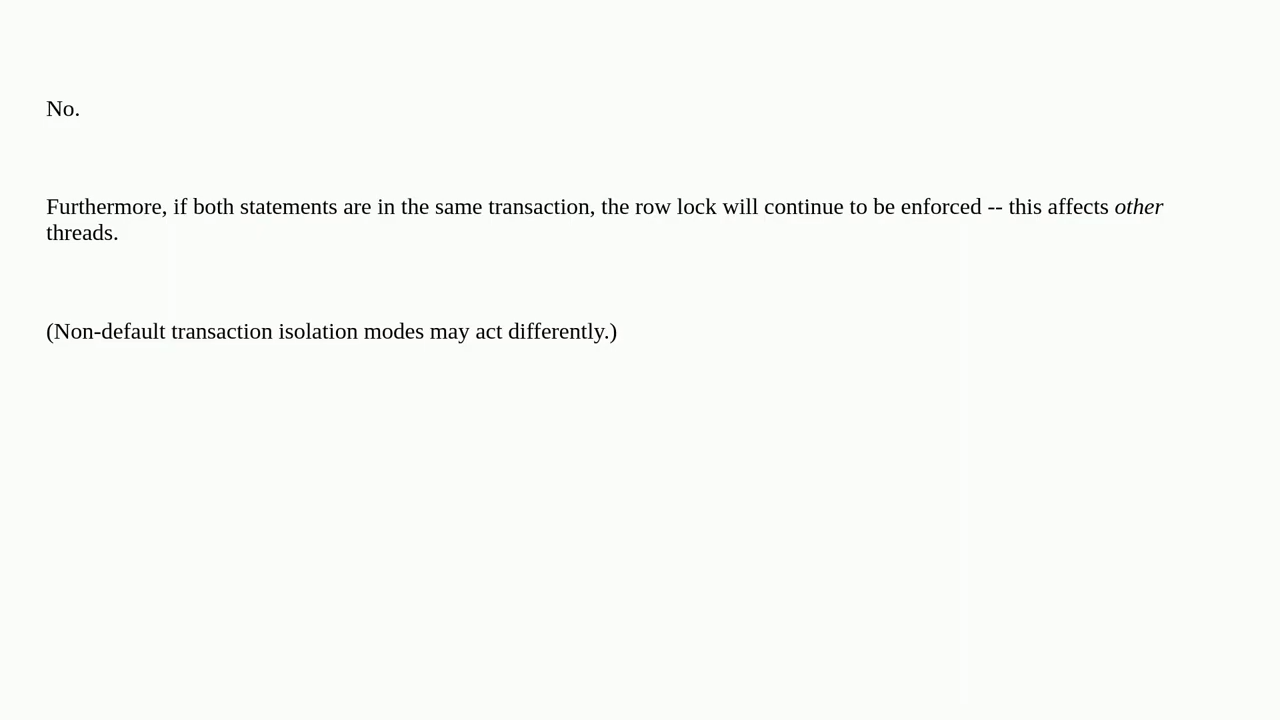 No.
Furthermore, if both statements are in the same transaction, the row lock will continue to be enforced -- this affects other
threads.
(Non-default transaction isolation modes may act differently.)